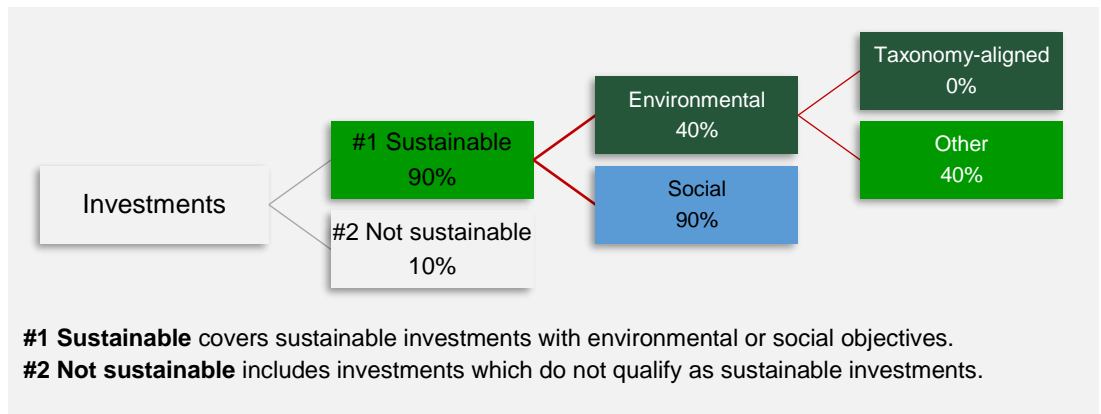 Investments
#1 Sustainable
90%
#2 Not sustainable
10%
Environmental
40%
Social
90%
Taxonomy-aligned
0%
Other
40%
#1 Sustainable covers sustainable investments with environmental or social objectives.
#2 Not sustainable includes investments which do not qualify as sustainable investments.